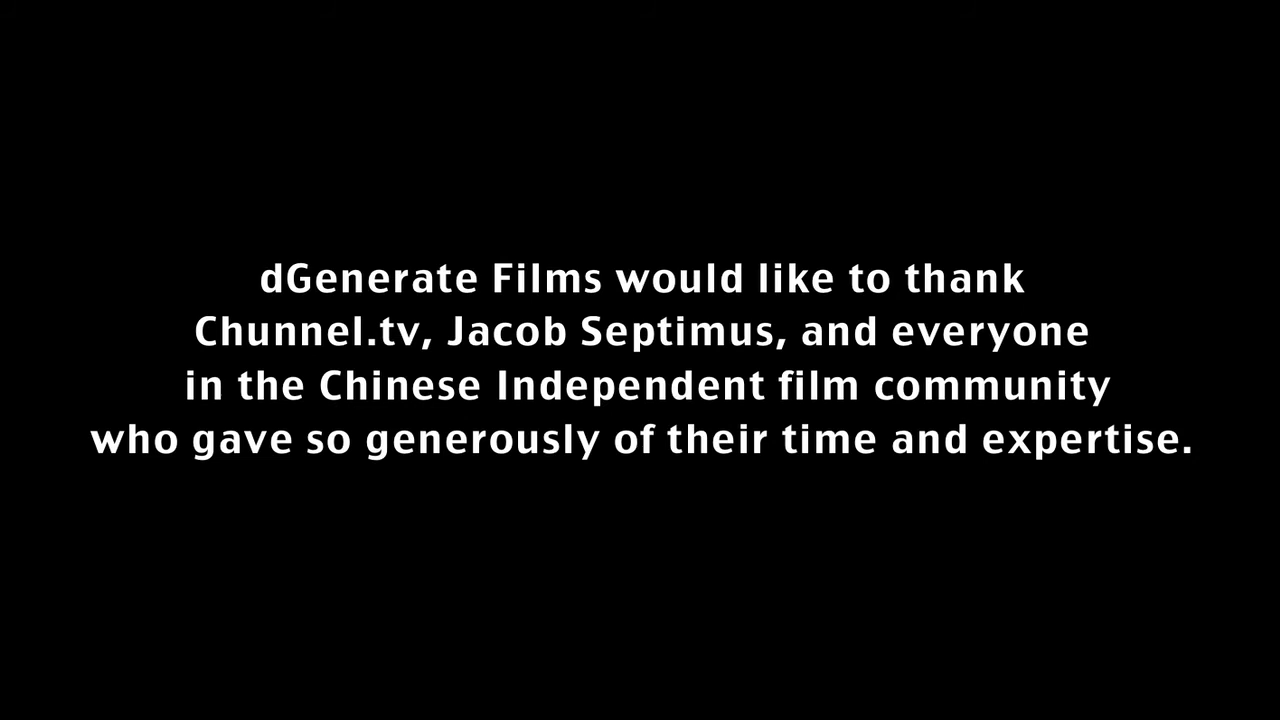 dGenerate Films would like to thank
Chunnel.tv, Jacob Septimus, and everyone
in the Chinese Independent film community
who gave so generously of their time and expertise.